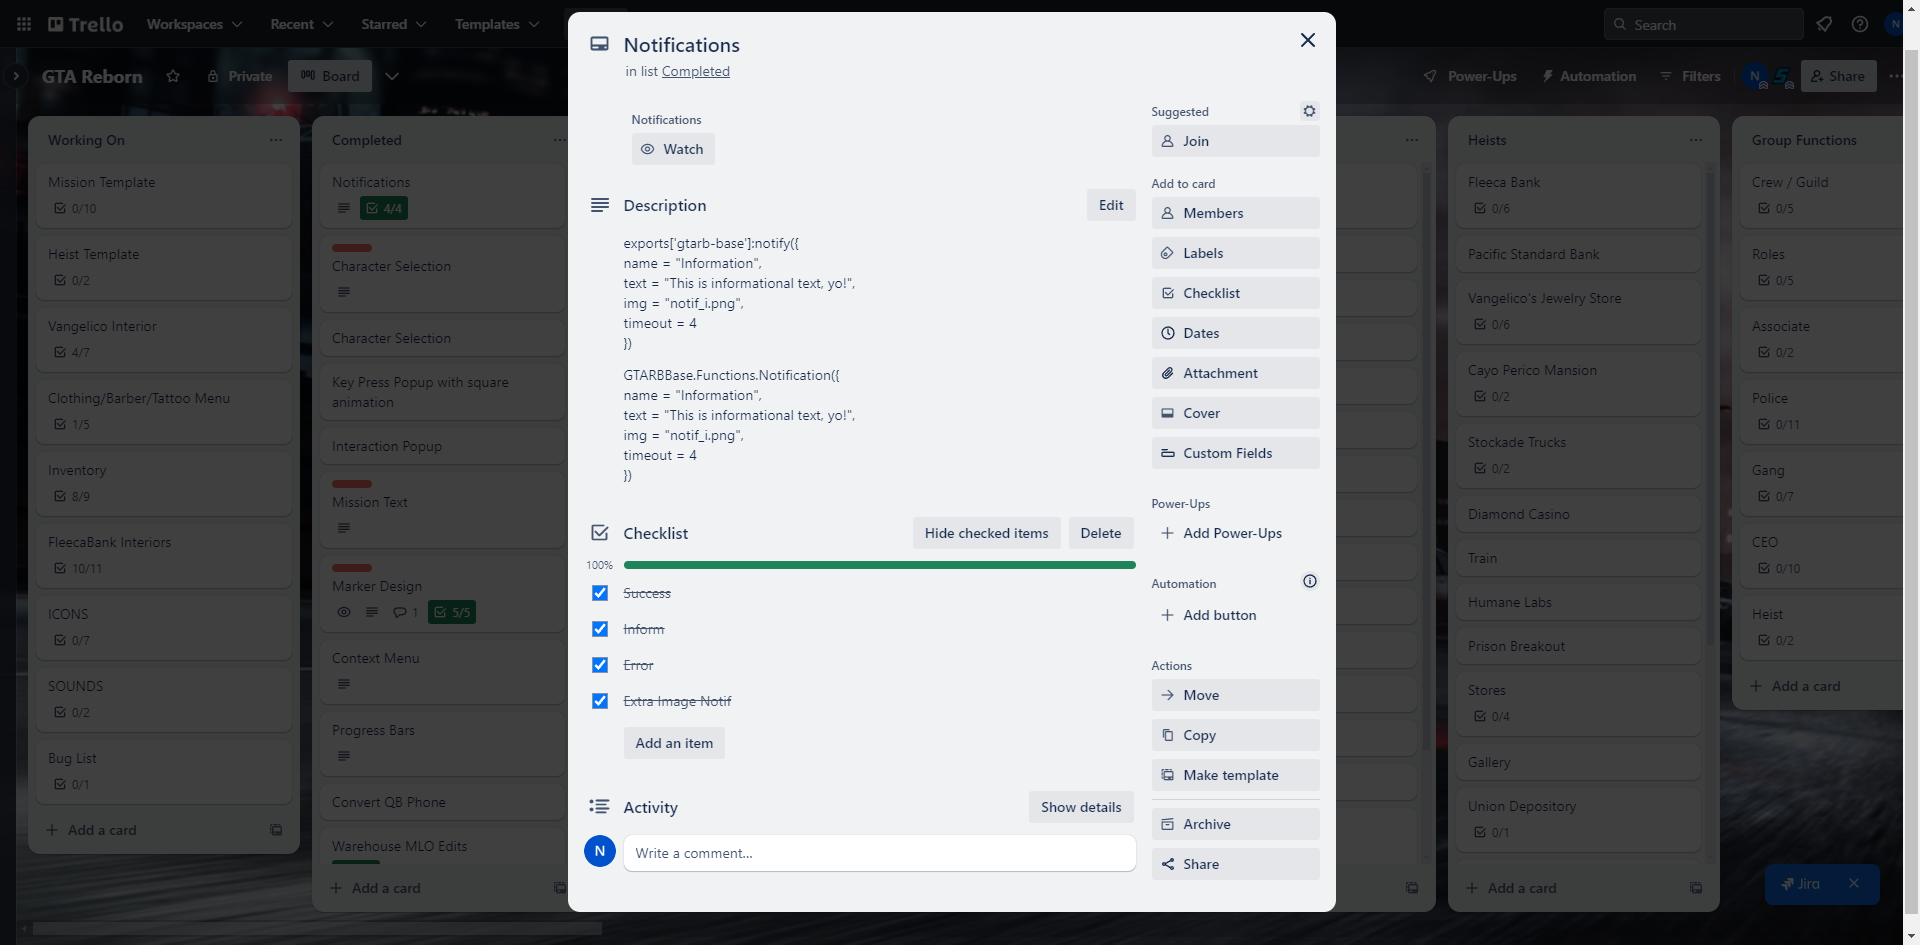 Trello
Workspaces
Recent
Starred
Templates
Search
N
GTA Reborn
Private
Board
Power-Ups
Automation
Filters
N
Share
Working On
Mission Template
0/10
Heist Template
0/2
Vangelico Interior
4/7
Clothing/Barber/Tattoo Menu
1/5
Inventory
8/9
FleecaBank Interiors
10/11
ICONS
0/7
SOUNDS
0/2
Bug List
0/1
Add a card
Completed
Notifications
4/4
Character Selection
Character Selection
Key Press Popup with square
animation
Interaction Popup
Mission Text
Marker Design
1
5/5
Context Menu
Progress Bars
Convert QB Phone
Warehouse MLO Edits
Add a card
Notifications
in list Completed
Notifications
Watch
Description
Edit
exports['gtarb-base']:notify({
name = "Information",
text = "This is informational text, yo!",
img = "notif_i.png",
timeout = 4
})
GTARBBase.Functions.Notification({
name = "Information",
text = "This is informational text, yo!",
img = "notif_i.png",
timeout = 4
})
Checklist
Hide checked items
Delete
100%
Success
Inform
Error
Extra Image Notif
Add an item
Activity
Show details
N
Write a comment…
Suggested
Join
Add to card
Members
Labels
Checklist
Dates
Attachment
Cover
Custom Fields
Power-Ups
Add Power-Ups
Automation
Add button
Actions
Move
Copy
Make template
Archive
Share
Heists
Fleeca Bank
0/6
Pacific Standard Bank
Vangelico's Jewelry Store
0/6
Cayo Perico Mansion
0/2
Stockade Trucks
0/2
Diamond Casino
Train
Humane Labs
Prison Breakout
Stores
0/4
Gallery
Union Depository
0/1
Add a card
Group Functions
Crew / Guild
0/5
Roles
0/5
Associate
0/2
Police
0/11
Gang
0/7
CEO
0/10
Heist
0/2
Add a card
Jira